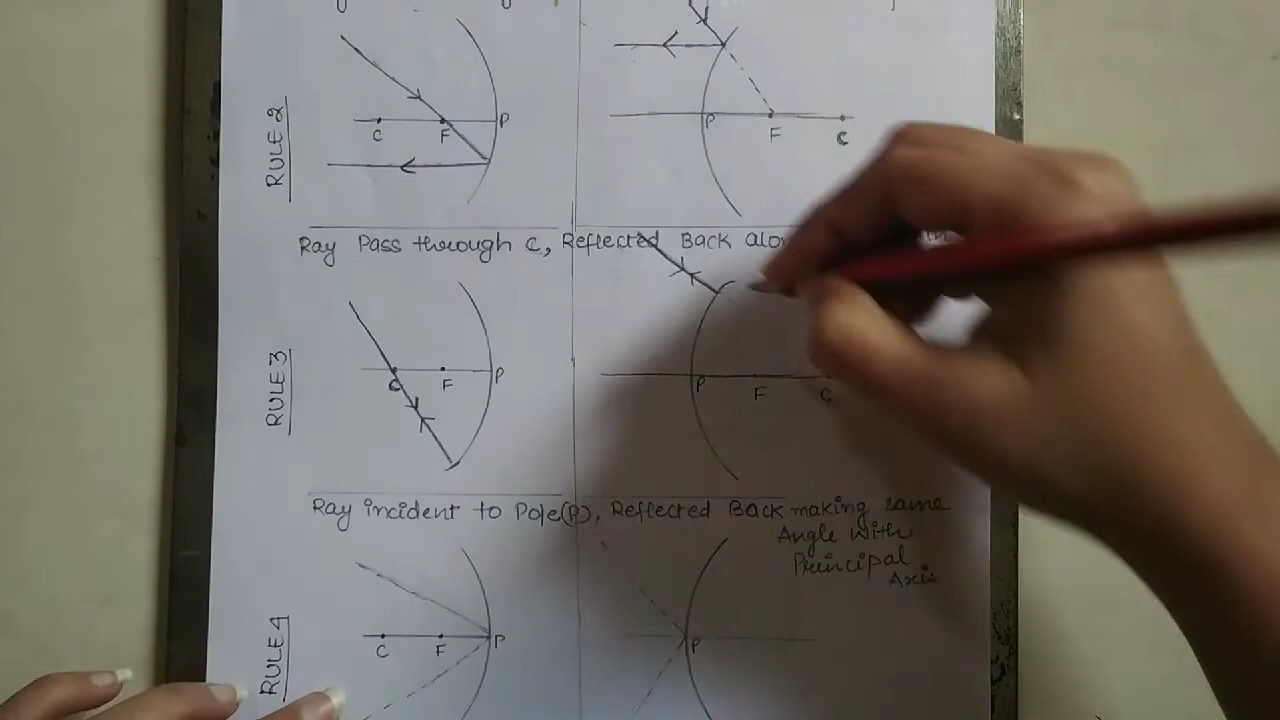 RULE 2
C F P
P F C
Ray Pass through C, Reflected Back
RULE 3
C F P
P F C
Ray incident to Pole(P), Reflected Back making same
Angle with
Principal
Axis
RULE 4
C F P
P